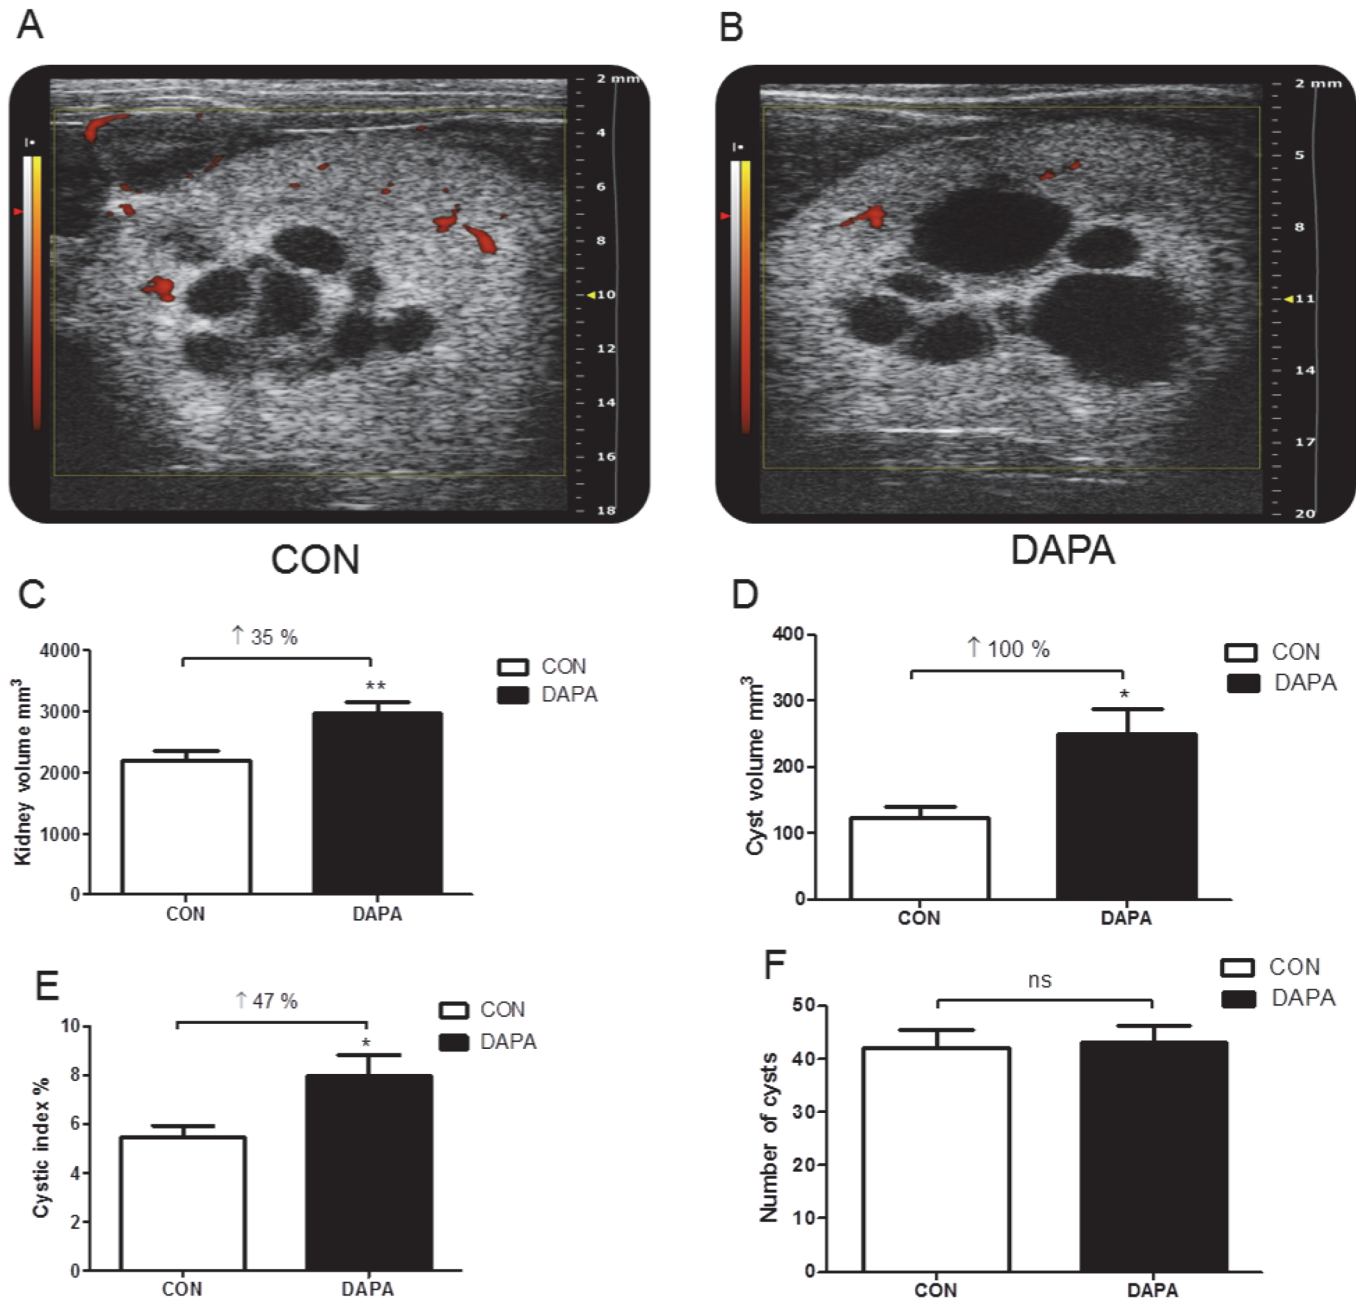 A
B
2 mm
4
6
8
10
12
14
16
18
2 mm
5
8
11
14
17
20
CON
DAPA
C
↑ 35 %
**
CON
DAPA
4000
3000
2000
1000
0
Kidney volume mm³
CON
DAPA
D
↑ 100 %
*
CON
DAPA
400
300
200
100
0
Cyst volume mm³
CON
DAPA
E
↑ 47 %
*
CON
DAPA
10
8
6
4
2
0
Cystic index %
CON
DAPA
F
ns
CON
DAPA
50
40
30
20
10
0
Number of cysts
CON
DAPA